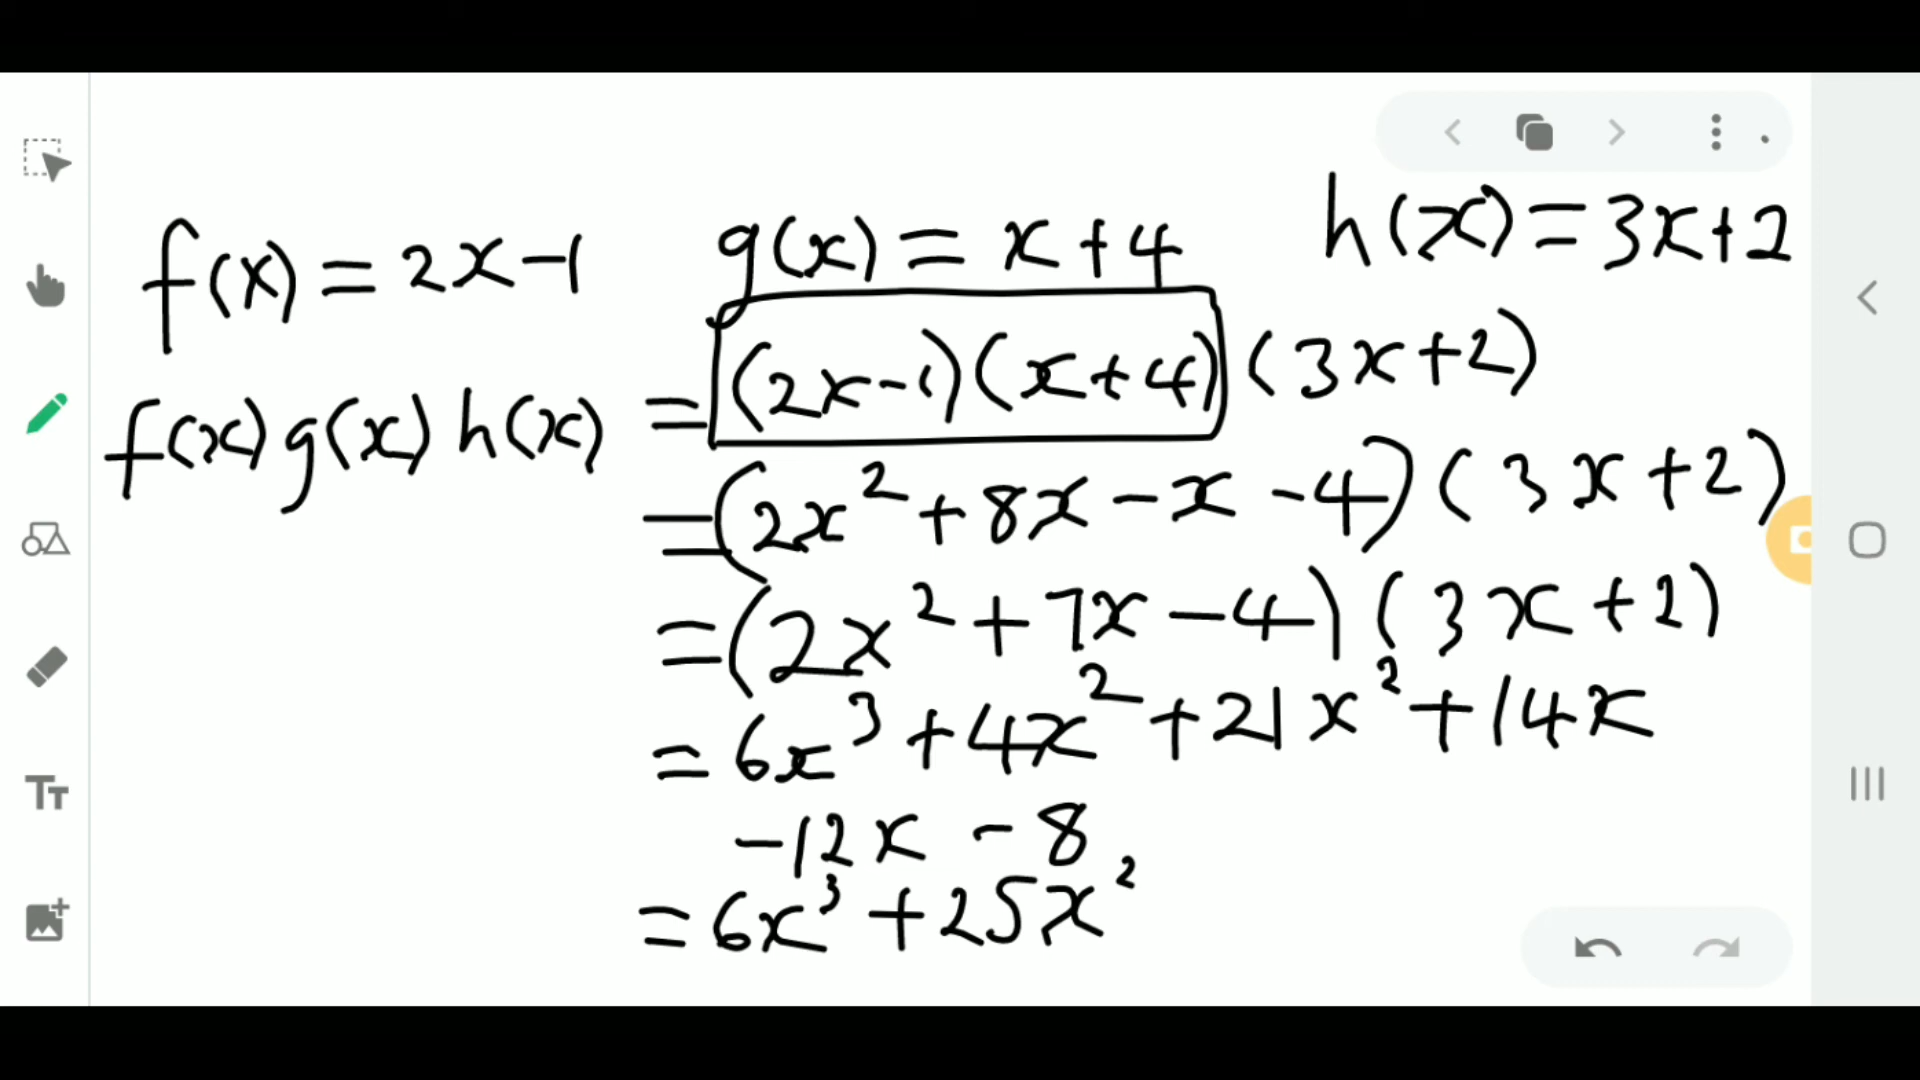 f(x) = 2x-1 g(x) = x+4 h(x) = 3x+2
f(x) g(x) h(x) = (2x-1)(x+4)(3x+2)
= (2x² + 8x - x - 4)(3x+2)
= (2x² + 7x - 4)(3x+2)
= 6x³ + 4x² + 21x² + 14x
- 12x - 8
= 6x³ + 25x²
Tт